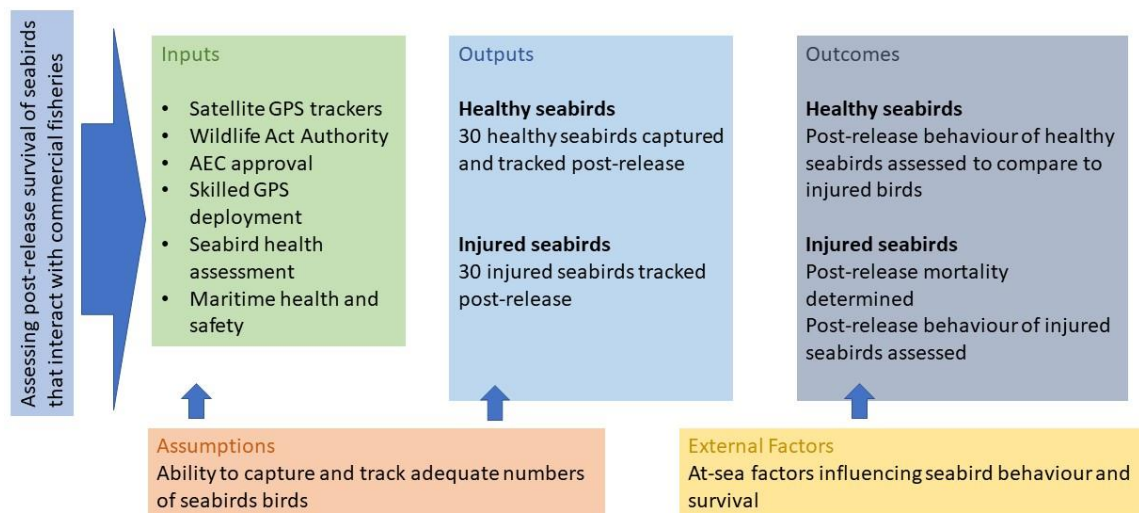 Assessing post-release survival of seabirds
that interact with commercial fisheries
Inputs
• Satellite GPS trackers
• Wildlife Act Authority
• AEC approval
• Skilled GPS
deployment
• Seabird health
assessment
• Maritime health and
safety
Outputs
Healthy seabirds
30 healthy seabirds captured
and tracked post-release
Injured seabirds
30 injured seabirds tracked
post-release
Outcomes
Healthy seabirds
Post-release behaviour of healthy
seabirds assessed to compare to
injured birds
Injured seabirds
Post-release mortality
determined
Post-release behaviour of injured
seabirds assessed
Assumptions
Ability to capture and track adequate numbers
of seabirds birds
External Factors
At-sea factors influencing seabird behaviour and
survival